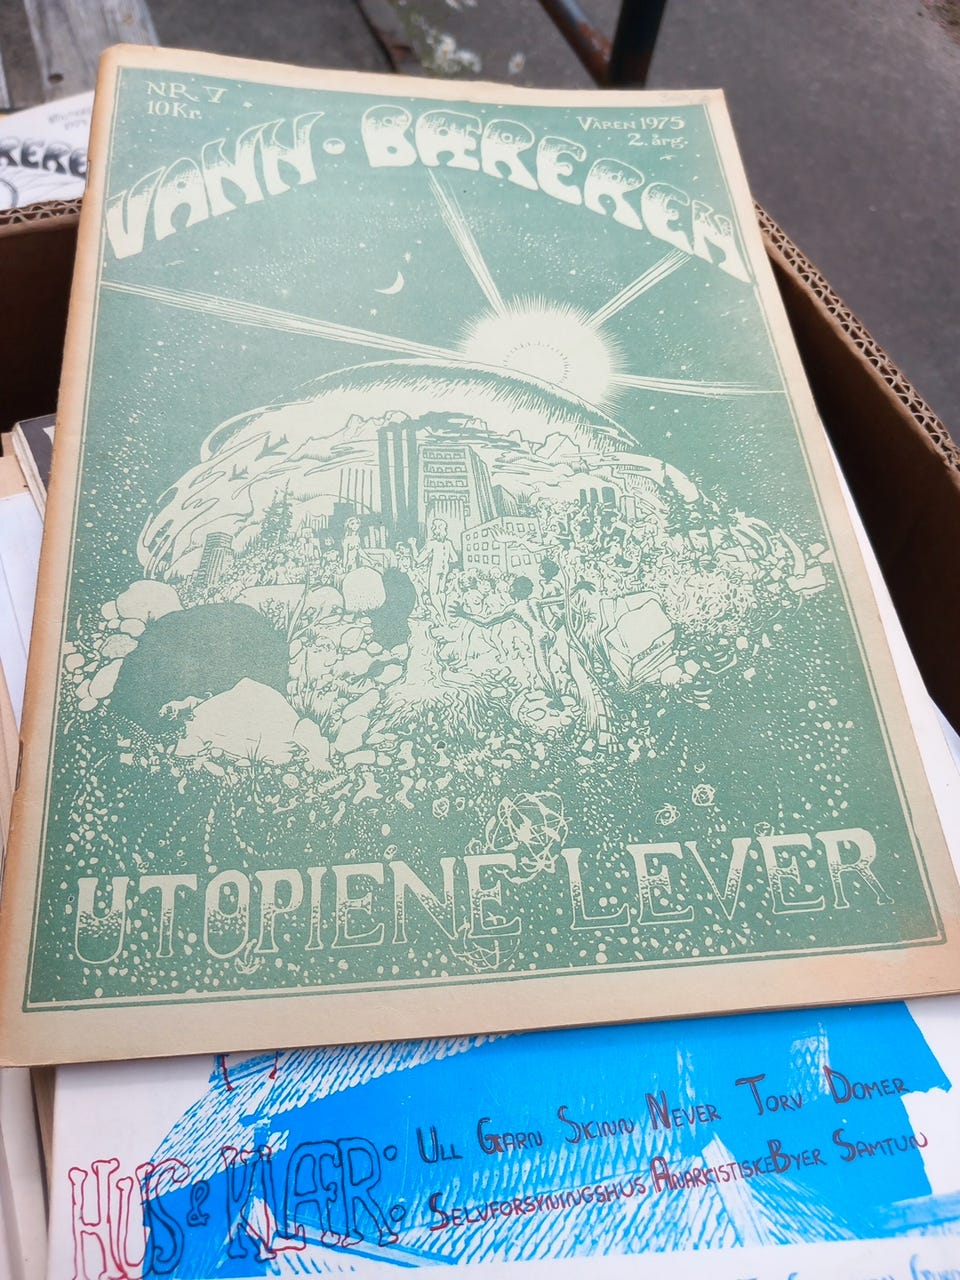 NR 7
10 Kr.
VÅREN 1975
2. årg.
VANN·BÆREREN
UTOPIENE LEVER
HUS & KLÆR:
ULL GARN SKINN NEVER TORV DOMER
SELVFORSYNINGSHUS ANARKISTISKE BYER SAMTUN